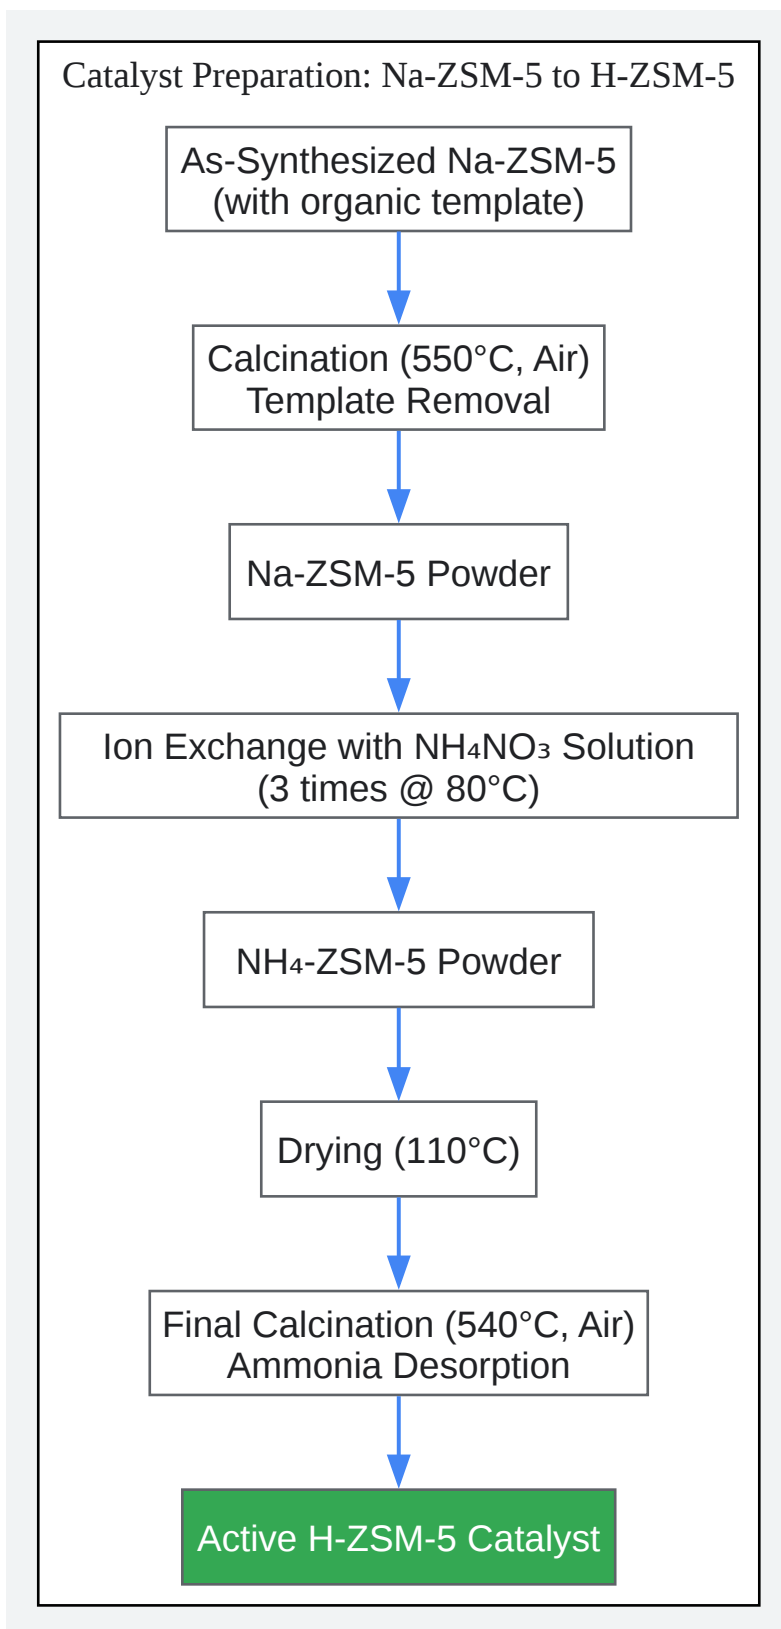 Catalyst Preparation: Na-ZSM-5 to H-ZSM-5
As-Synthesized Na-ZSM-5
(with organic template)
Calcination (550°C, Air)
Template Removal
Na-ZSM-5 Powder
Ion Exchange with NH₄NO₃ Solution
(3 times @ 80°C)
NH₄-ZSM-5 Powder
Drying (110°C)
Final Calcination (540°C, Air)
Ammonia Desorption
Active H-ZSM-5 Catalyst